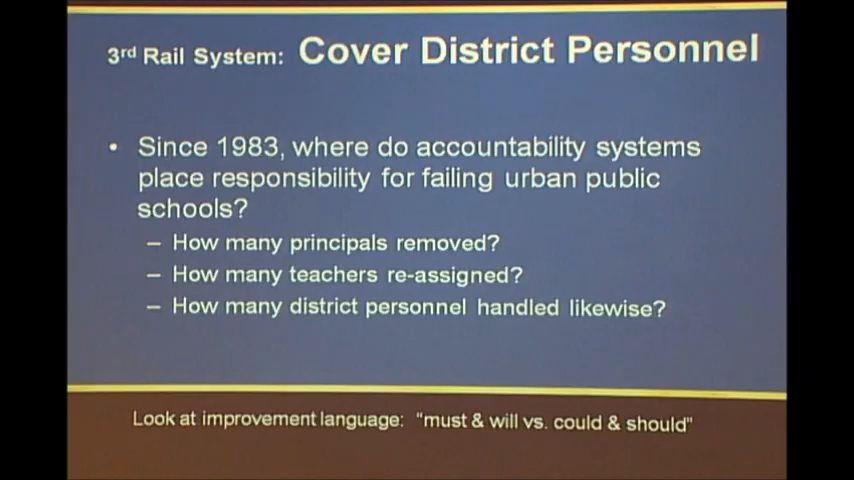 3rd Rail System: Cover District Personnel
• Since 1983, where do accountability systems
place responsibility for failing urban public
schools?
– How many principals removed?
– How many teachers re-assigned?
– How many district personnel handled likewise?
Look at improvement language: "must & will vs. could & should"